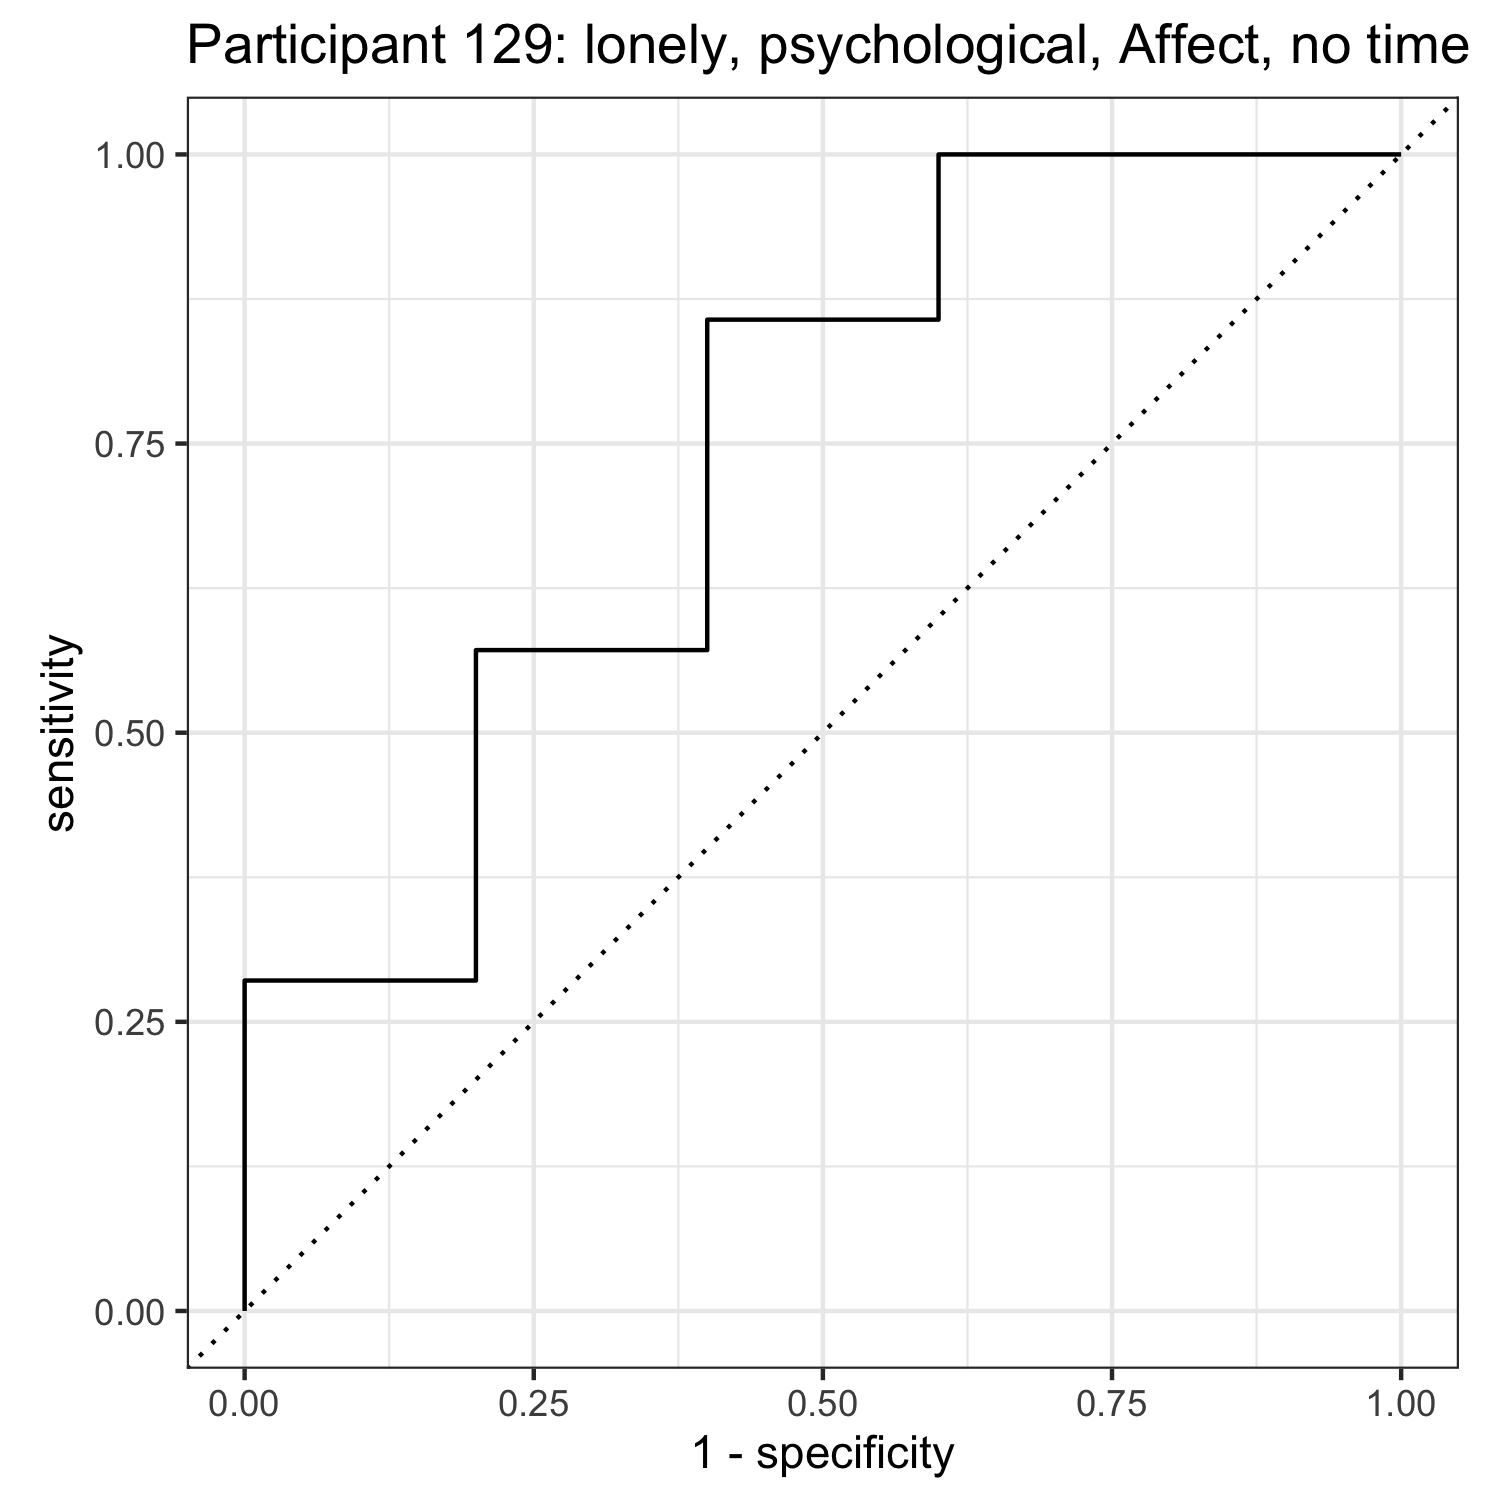 Participant 129: lonely, psychological, Affect, no time
1.00
0.75
0.50
0.25
0.00
sensitivity
0.00 0.25 0.50 0.75 1.00
1 - specificity